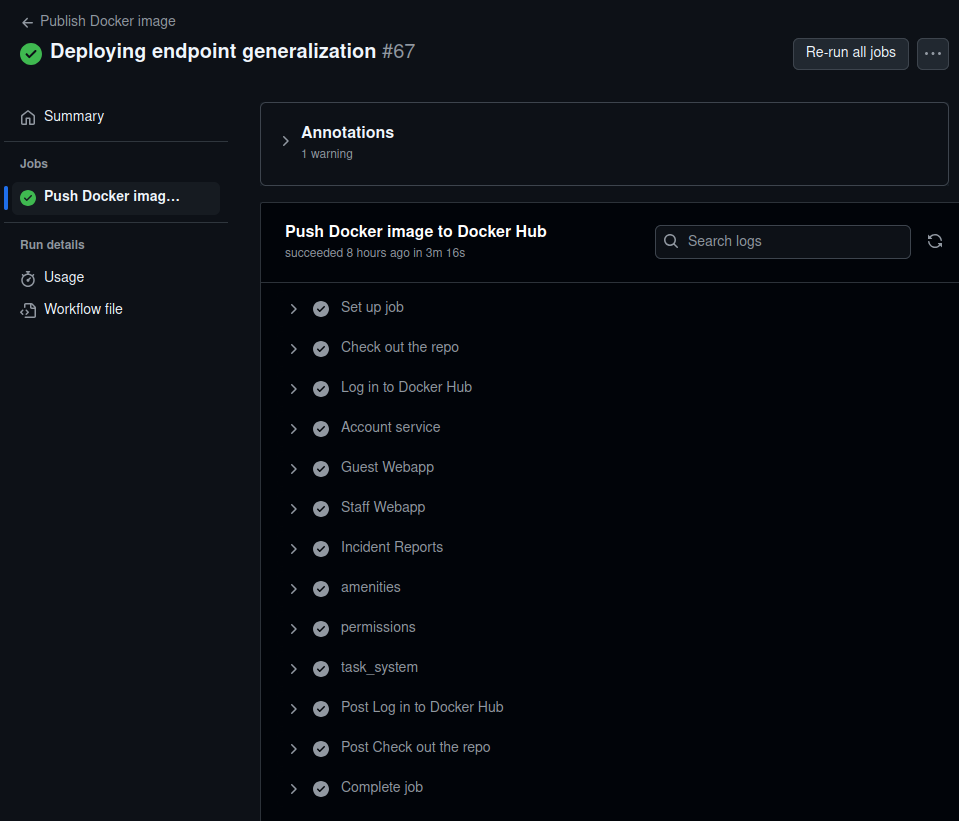 Publish Docker image
Deploying endpoint generalization #67
Re-run all jobs
Summary
Jobs
Push Docker imag...
Run details
Usage
Workflow file
Annotations
1 warning
Push Docker image to Docker Hub
succeeded 8 hours ago in 3m 16s
Search logs
Set up job
Check out the repo
Log in to Docker Hub
Account service
Guest Webapp
Staff Webapp
Incident Reports
amenities
permissions
task_system
Post Log in to Docker Hub
Post Check out the repo
Complete job